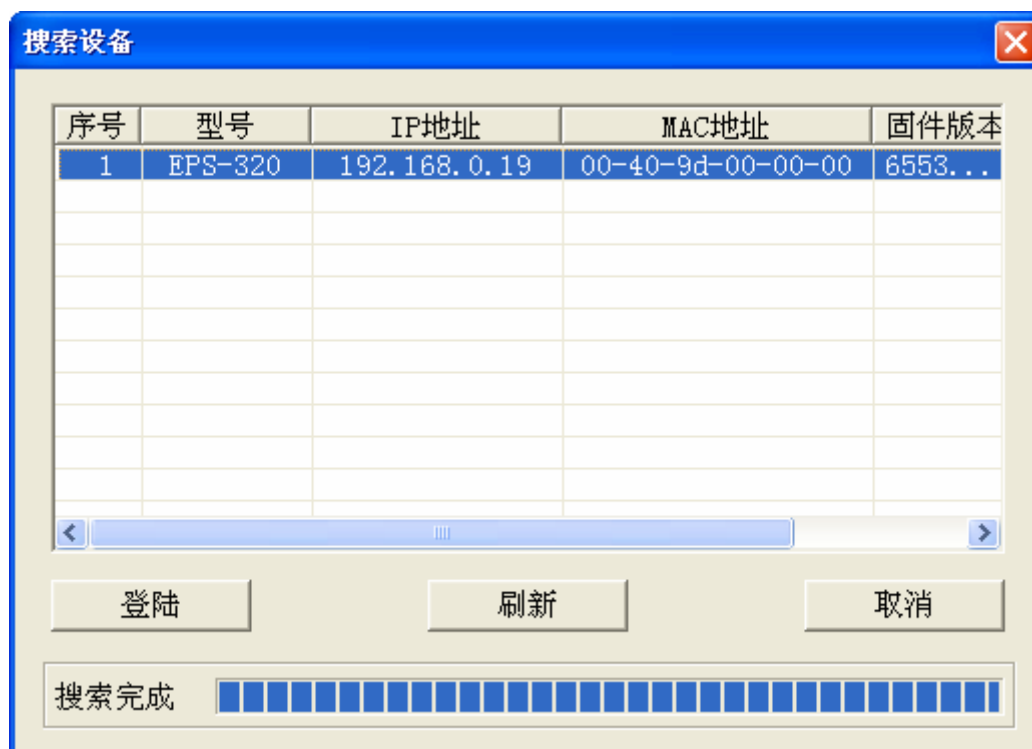 搜索设备
序号 型号 IP地址 MAC地址 固件版本
1 EPS-320 192.168.0.19 00-40-9d-00-00-00 6553...
登陆 刷新 取消
搜索完成